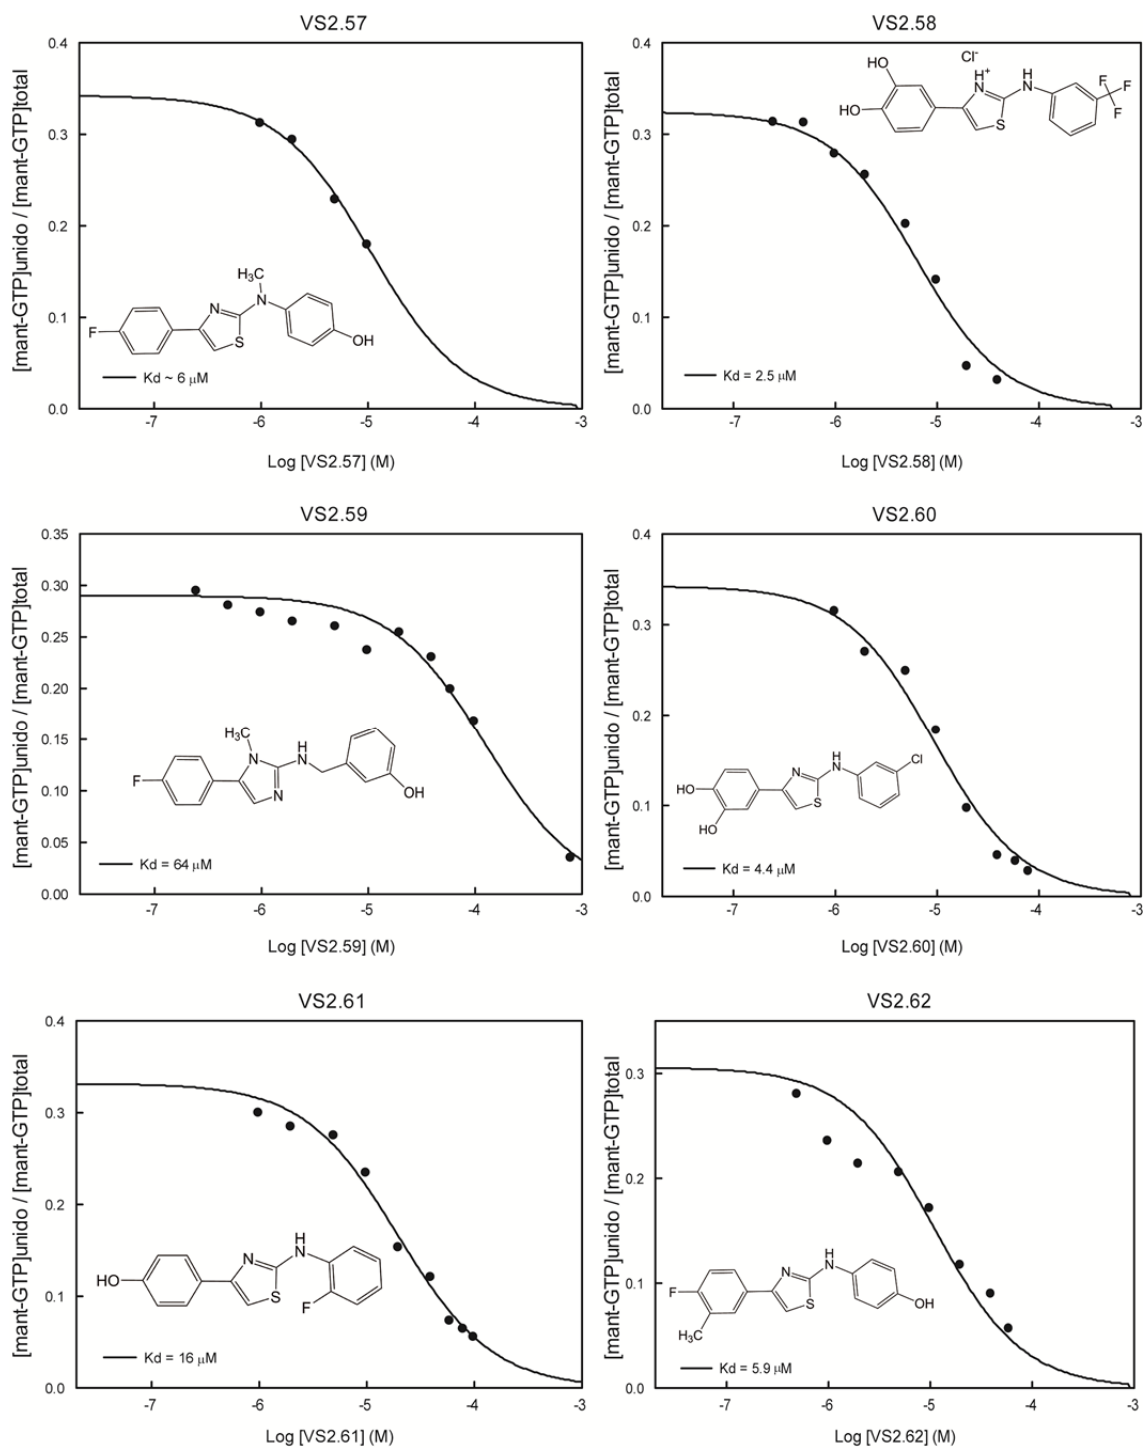 VS2.57
[mant-GTP]unido / [mant-GTP]total
0.4
0.3
0.2
0.1
0.0
H₃C
N
N
S
F
OH
Kd ~ 6 μM
-7 -6 -5 -4 -3
Log [VS2.57] (M)
VS2.58
[mant-GTP]unido / [mant-GTP]total
0.4
0.3
0.2
0.1
0.0
Cl⁻
HO
HO
H⁺
N
H
N
S
F
F
F
Kd = 2.5 μM
-7 -6 -5 -4 -3
Log [VS2.58] (M)
VS2.59
[mant-GTP]unido / [mant-GTP]total
0.35
0.30
0.25
0.20
0.15
0.10
0.05
0.00
H₃C
N
H
N
N
F
OH
Kd = 64 μM
-7 -6 -5 -4 -3
Log [VS2.59] (M)
VS2.60
[mant-GTP]unido / [mant-GTP]total
0.4
0.3
0.2
0.1
0.0
H
N
N
S
Cl
HO
HO
Kd = 4.4 μM
-7 -6 -5 -4 -3
Log [VS2.60] (M)
VS2.61
[mant-GTP]unido / [mant-GTP]total
0.4
0.3
0.2
0.1
0.0
H
N
N
S
HO
F
Kd = 16 μM
-7 -6 -5 -4 -3
Log [VS2.61] (M)
VS2.62
[mant-GTP]unido / [mant-GTP]total
0.3
0.2
0.1
0.0
H
N
N
S
F
H₃C
OH
Kd = 5.9 μM
-7 -6 -5 -4 -3
Log [VS2.62] (M)